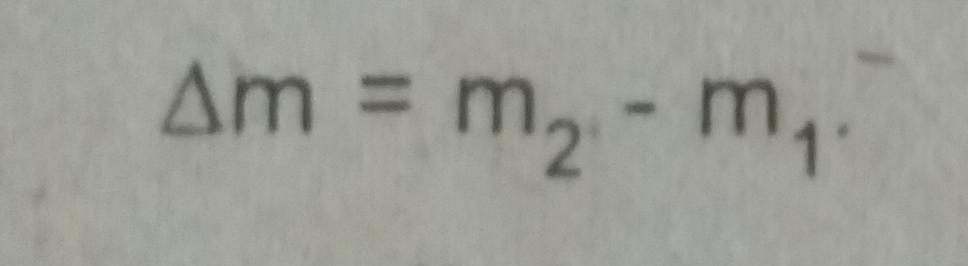 Δm = m₂ - m₁.